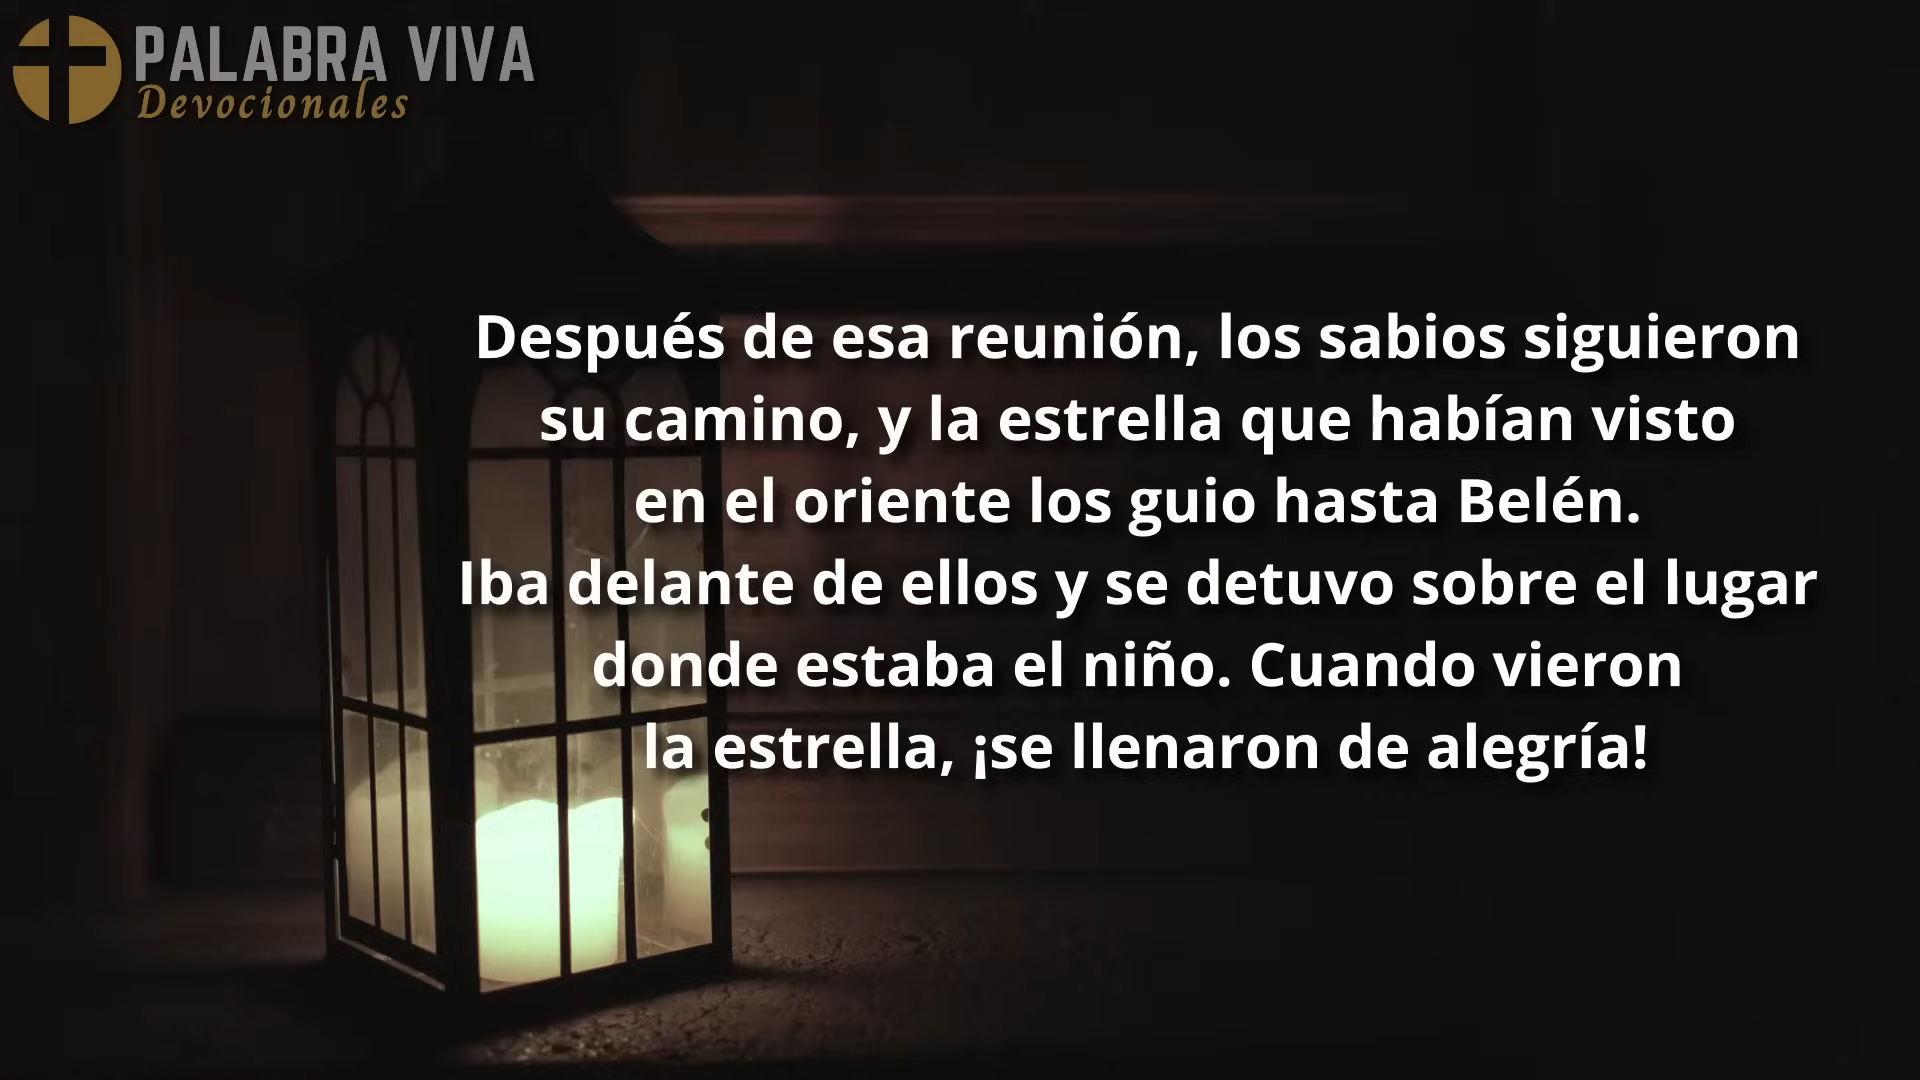 PALABRA VIVA
Devocionales
Después de esa reunión, los sabios siguieron
su camino, y la estrella que habían visto
en el oriente los guio hasta Belén.
Iba delante de ellos y se detuvo sobre el lugar
donde estaba el niño. Cuando vieron
la estrella, ¡se llenaron de alegría!